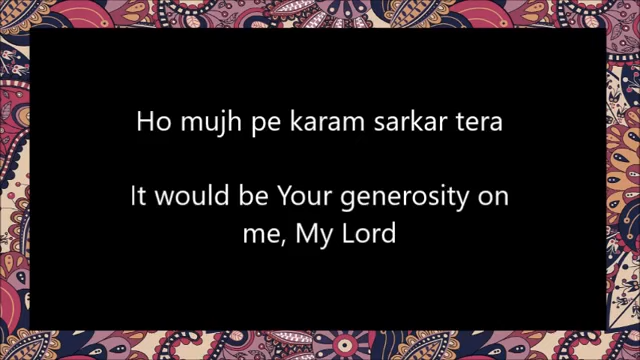 Ho mujh pe karam sarkar tera
It would be Your generosity on
me, My Lord